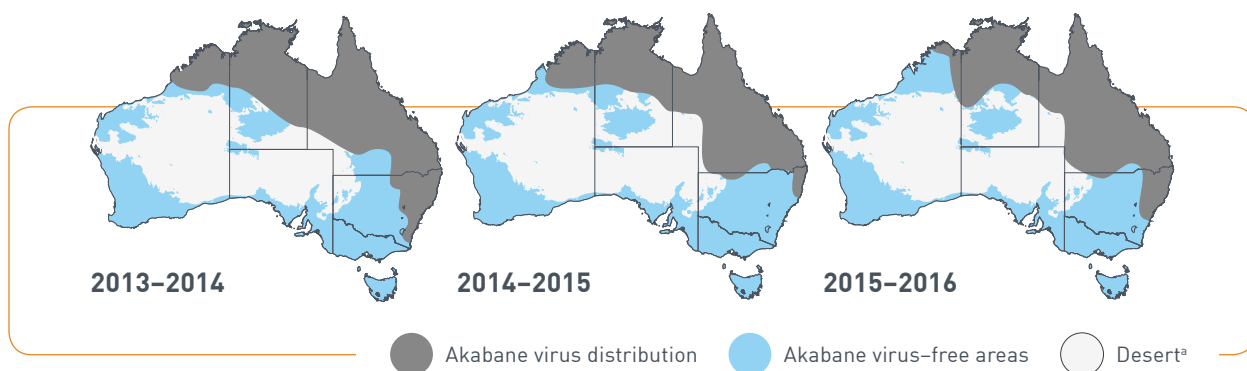 2013–2014
2014–2015
2015–2016
Akabane virus distribution
Akabane virus–free areas
Desertᵃ